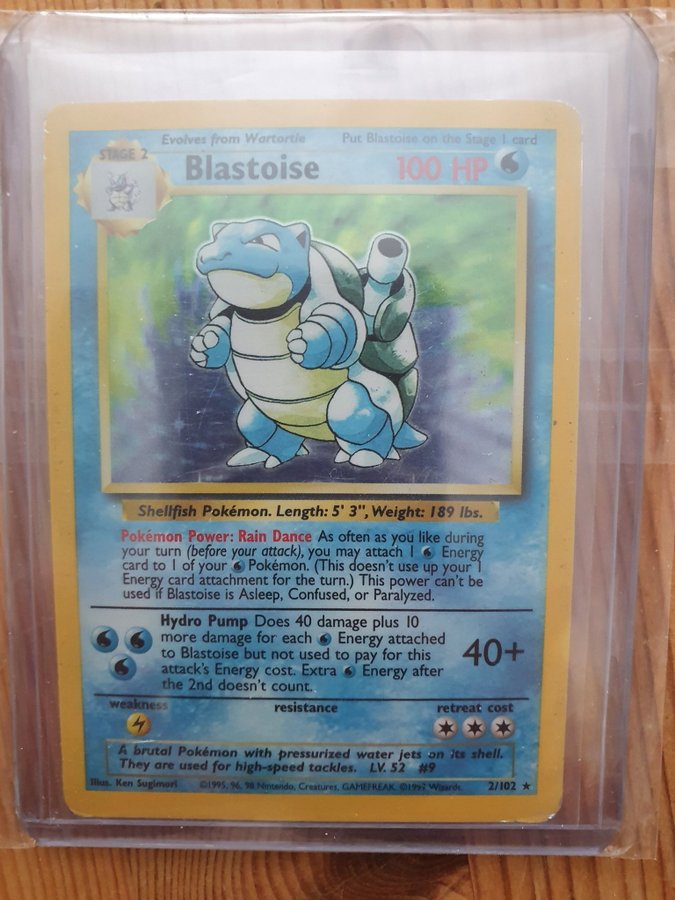 Evolves from Wartortle Put Blastoise on the Stage 1 card
STAGE 2
Blastoise 100 HP
Shellfish Pokémon. Length: 5' 3", Weight: 189 lbs.
Pokémon Power: Rain Dance As often as you like during
your turn (before your attack), you may attach 1 Energy
card to 1 of your Pokémon. (This doesn't use up your 1
Energy card attachment for the turn.) This power can't be
used if Blastoise is Asleep, Confused, or Paralyzed.
Hydro Pump Does 40 damage plus 10
more damage for each Energy attached
to Blastoise but not used to pay for this
attack's Energy cost. Extra Energy after
the 2nd doesn't count.
40+
weakness resistance retreat cost
A brutal Pokémon with pressurized water jets on its shell.
They are used for high-speed tackles. LV. 52 #9
Illus. Ken Sugimori ©1995, 96, 98 Nintendo, Creatures, GAMEFREAK. ©1999 Wizards. 2/102 ★